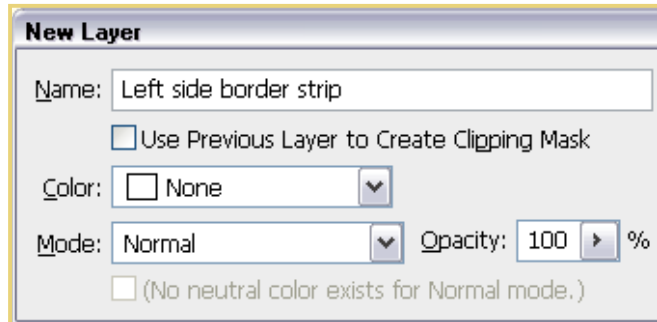 New Layer
Name: Left side border strip
Use Previous Layer to Create Clipping Mask
Color: None
Mode: Normal Opacity: 100 %
(No neutral color exists for Normal mode.)